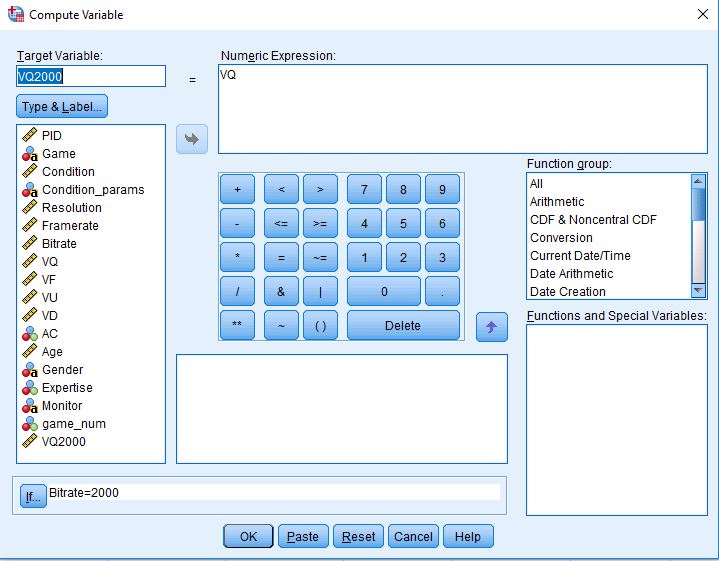 Compute Variable
Target Variable:
VQ2000
=
Numeric Expression:
VQ
Type & Label...
PID
Game
Condition
Condition_params
Resolution
Framerate
Bitrate
VQ
VF
VU
VD
AC
Age
Gender
Expertise
Monitor
game_num
VQ2000
+ < > 7 8 9
- <= >= 4 5 6
* = ~= 1 2 3
/ & | 0 .
** ~ ( ) Delete
Function group:
All
Arithmetic
CDF & Noncentral CDF
Conversion
Current Date/Time
Date Arithmetic
Date Creation
Functions and Special Variables:
If... Bitrate=2000
OK Paste Reset Cancel Help